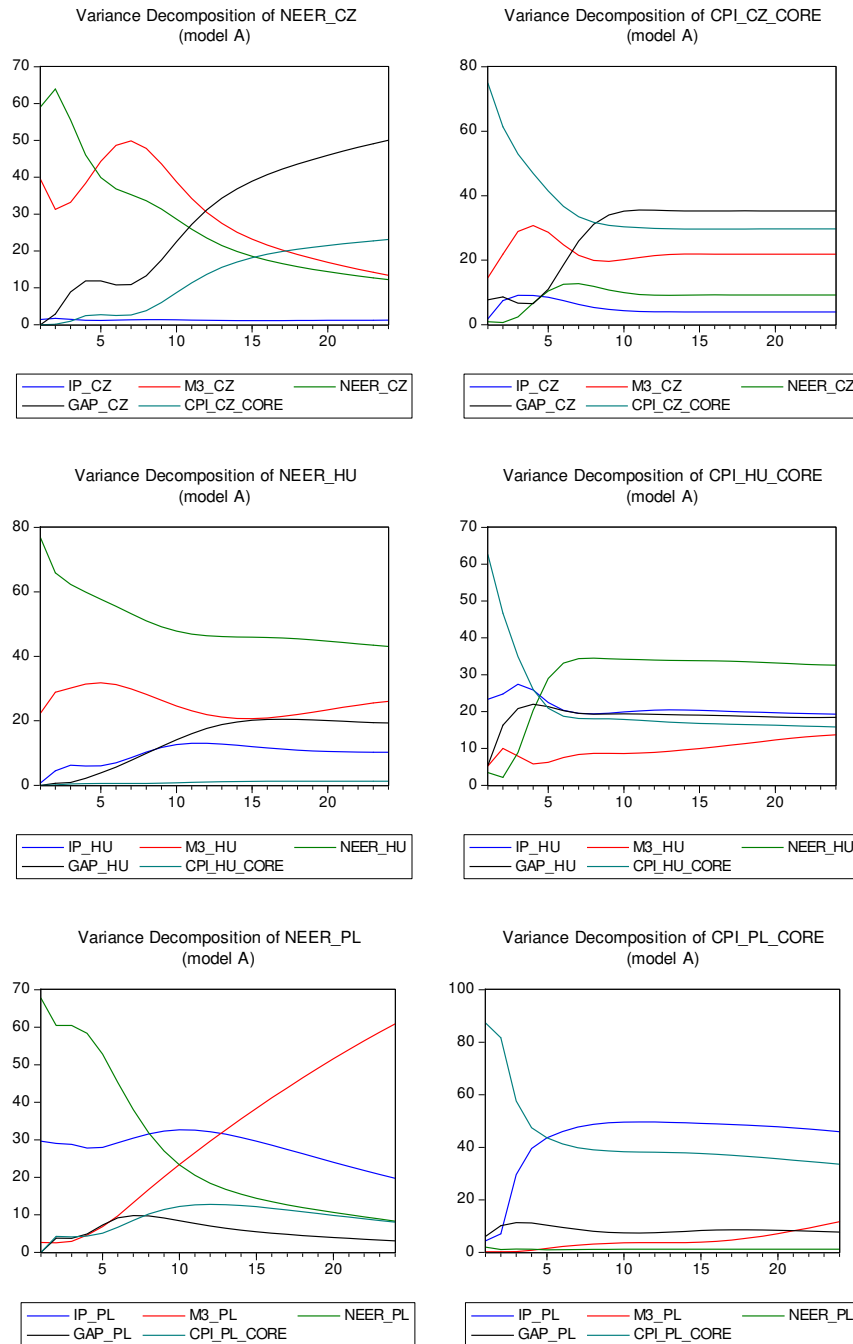 Variance Decomposition of NEER_CZ
(model A)
70
60
50
40
30
20
10
0
5
10
15
20
IP_CZ
M3_CZ
NEER_CZ
GAP_CZ
CPI_CZ_CORE
Variance Decomposition of CPI_CZ_CORE
(model A)
80
60
40
20
0
5
10
15
20
IP_CZ
M3_CZ
NEER_CZ
GAP_CZ
CPI_CZ_CORE
Variance Decomposition of NEER_HU
(model A)
80
60
40
20
0
5
10
15
20
IP_HU
M3_HU
NEER_HU
GAP_HU
CPI_HU_CORE
Variance Decomposition of CPI_HU_CORE
(model A)
70
60
50
40
30
20
10
0
5
10
15
20
IP_HU
M3_HU
NEER_HU
GAP_HU
CPI_HU_CORE
Variance Decomposition of NEER_PL
(model A)
70
60
50
40
30
20
10
0
5
10
15
20
IP_PL
M3_PL
NEER_PL
GAP_PL
CPI_PL_CORE
Variance Decomposition of CPI_PL_CORE
(model A)
100
80
60
40
20
0
5
10
15
20
IP_PL
M3_PL
NEER_PL
GAP_PL
CPI_PL_CORE